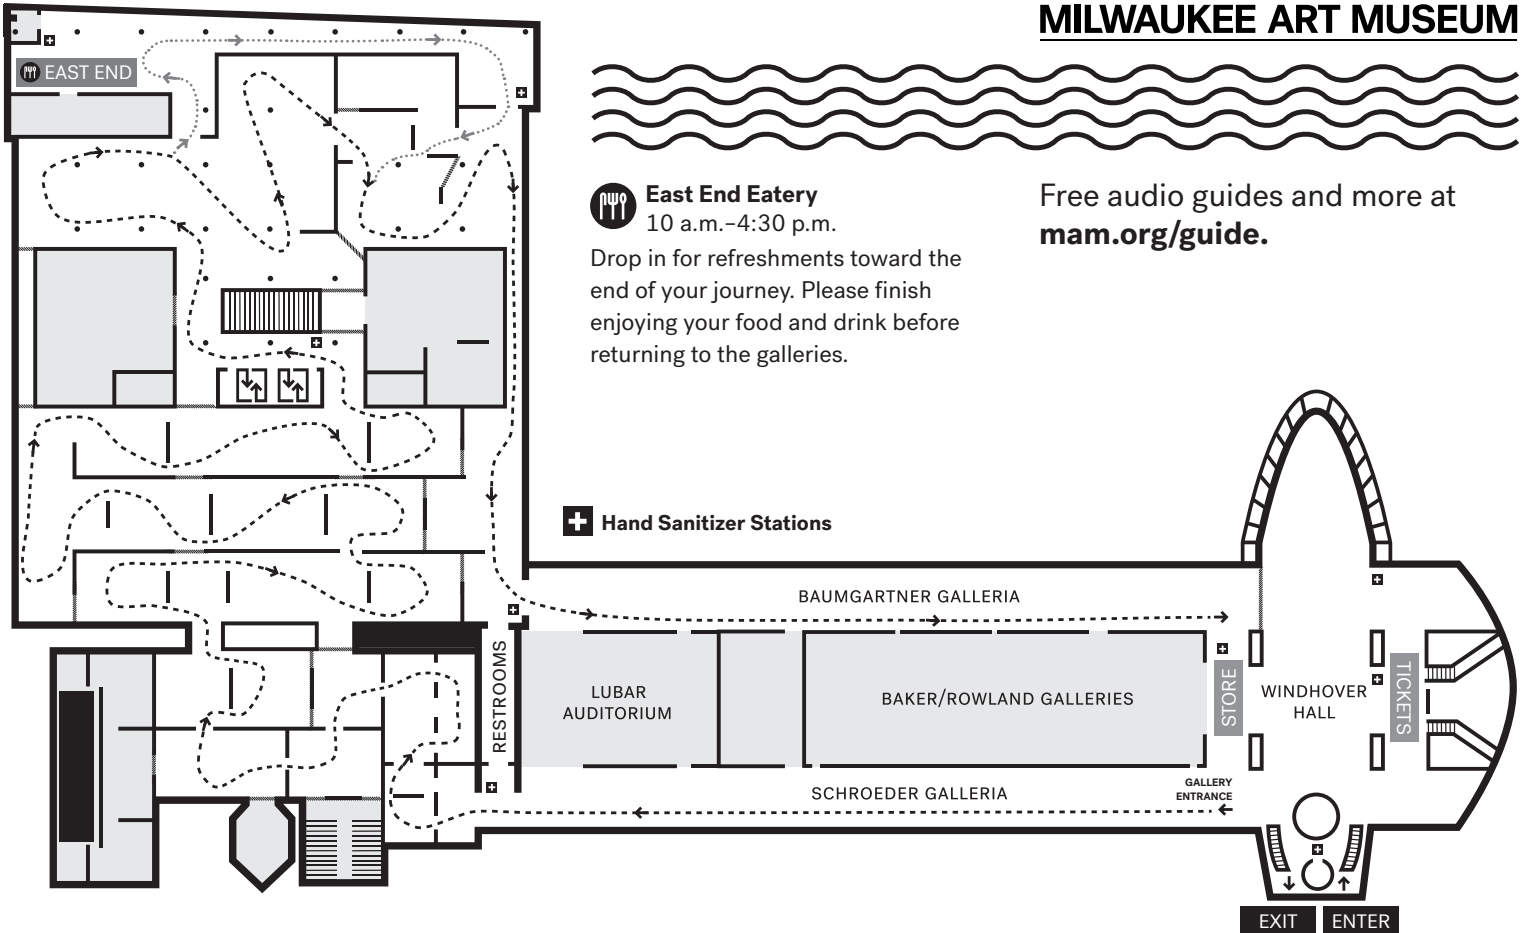 MILWAUKEE ART MUSEUM
EAST END
East End Eatery
10 a.m.–4:30 p.m.
Drop in for refreshments toward the
end of your journey. Please finish
enjoying your food and drink before
returning to the galleries.
Free audio guides and more at
mam.org/guide.
Hand Sanitizer Stations
BAUMGARTNER GALLERIA
RESTROOMS
LUBAR
AUDITORIUM
BAKER/ROWLAND GALLERIES
STORE
WINDHOVER
HALL
TICKETS
SCHROEDER GALLERIA
GALLERY
ENTRANCE
EXIT
ENTER